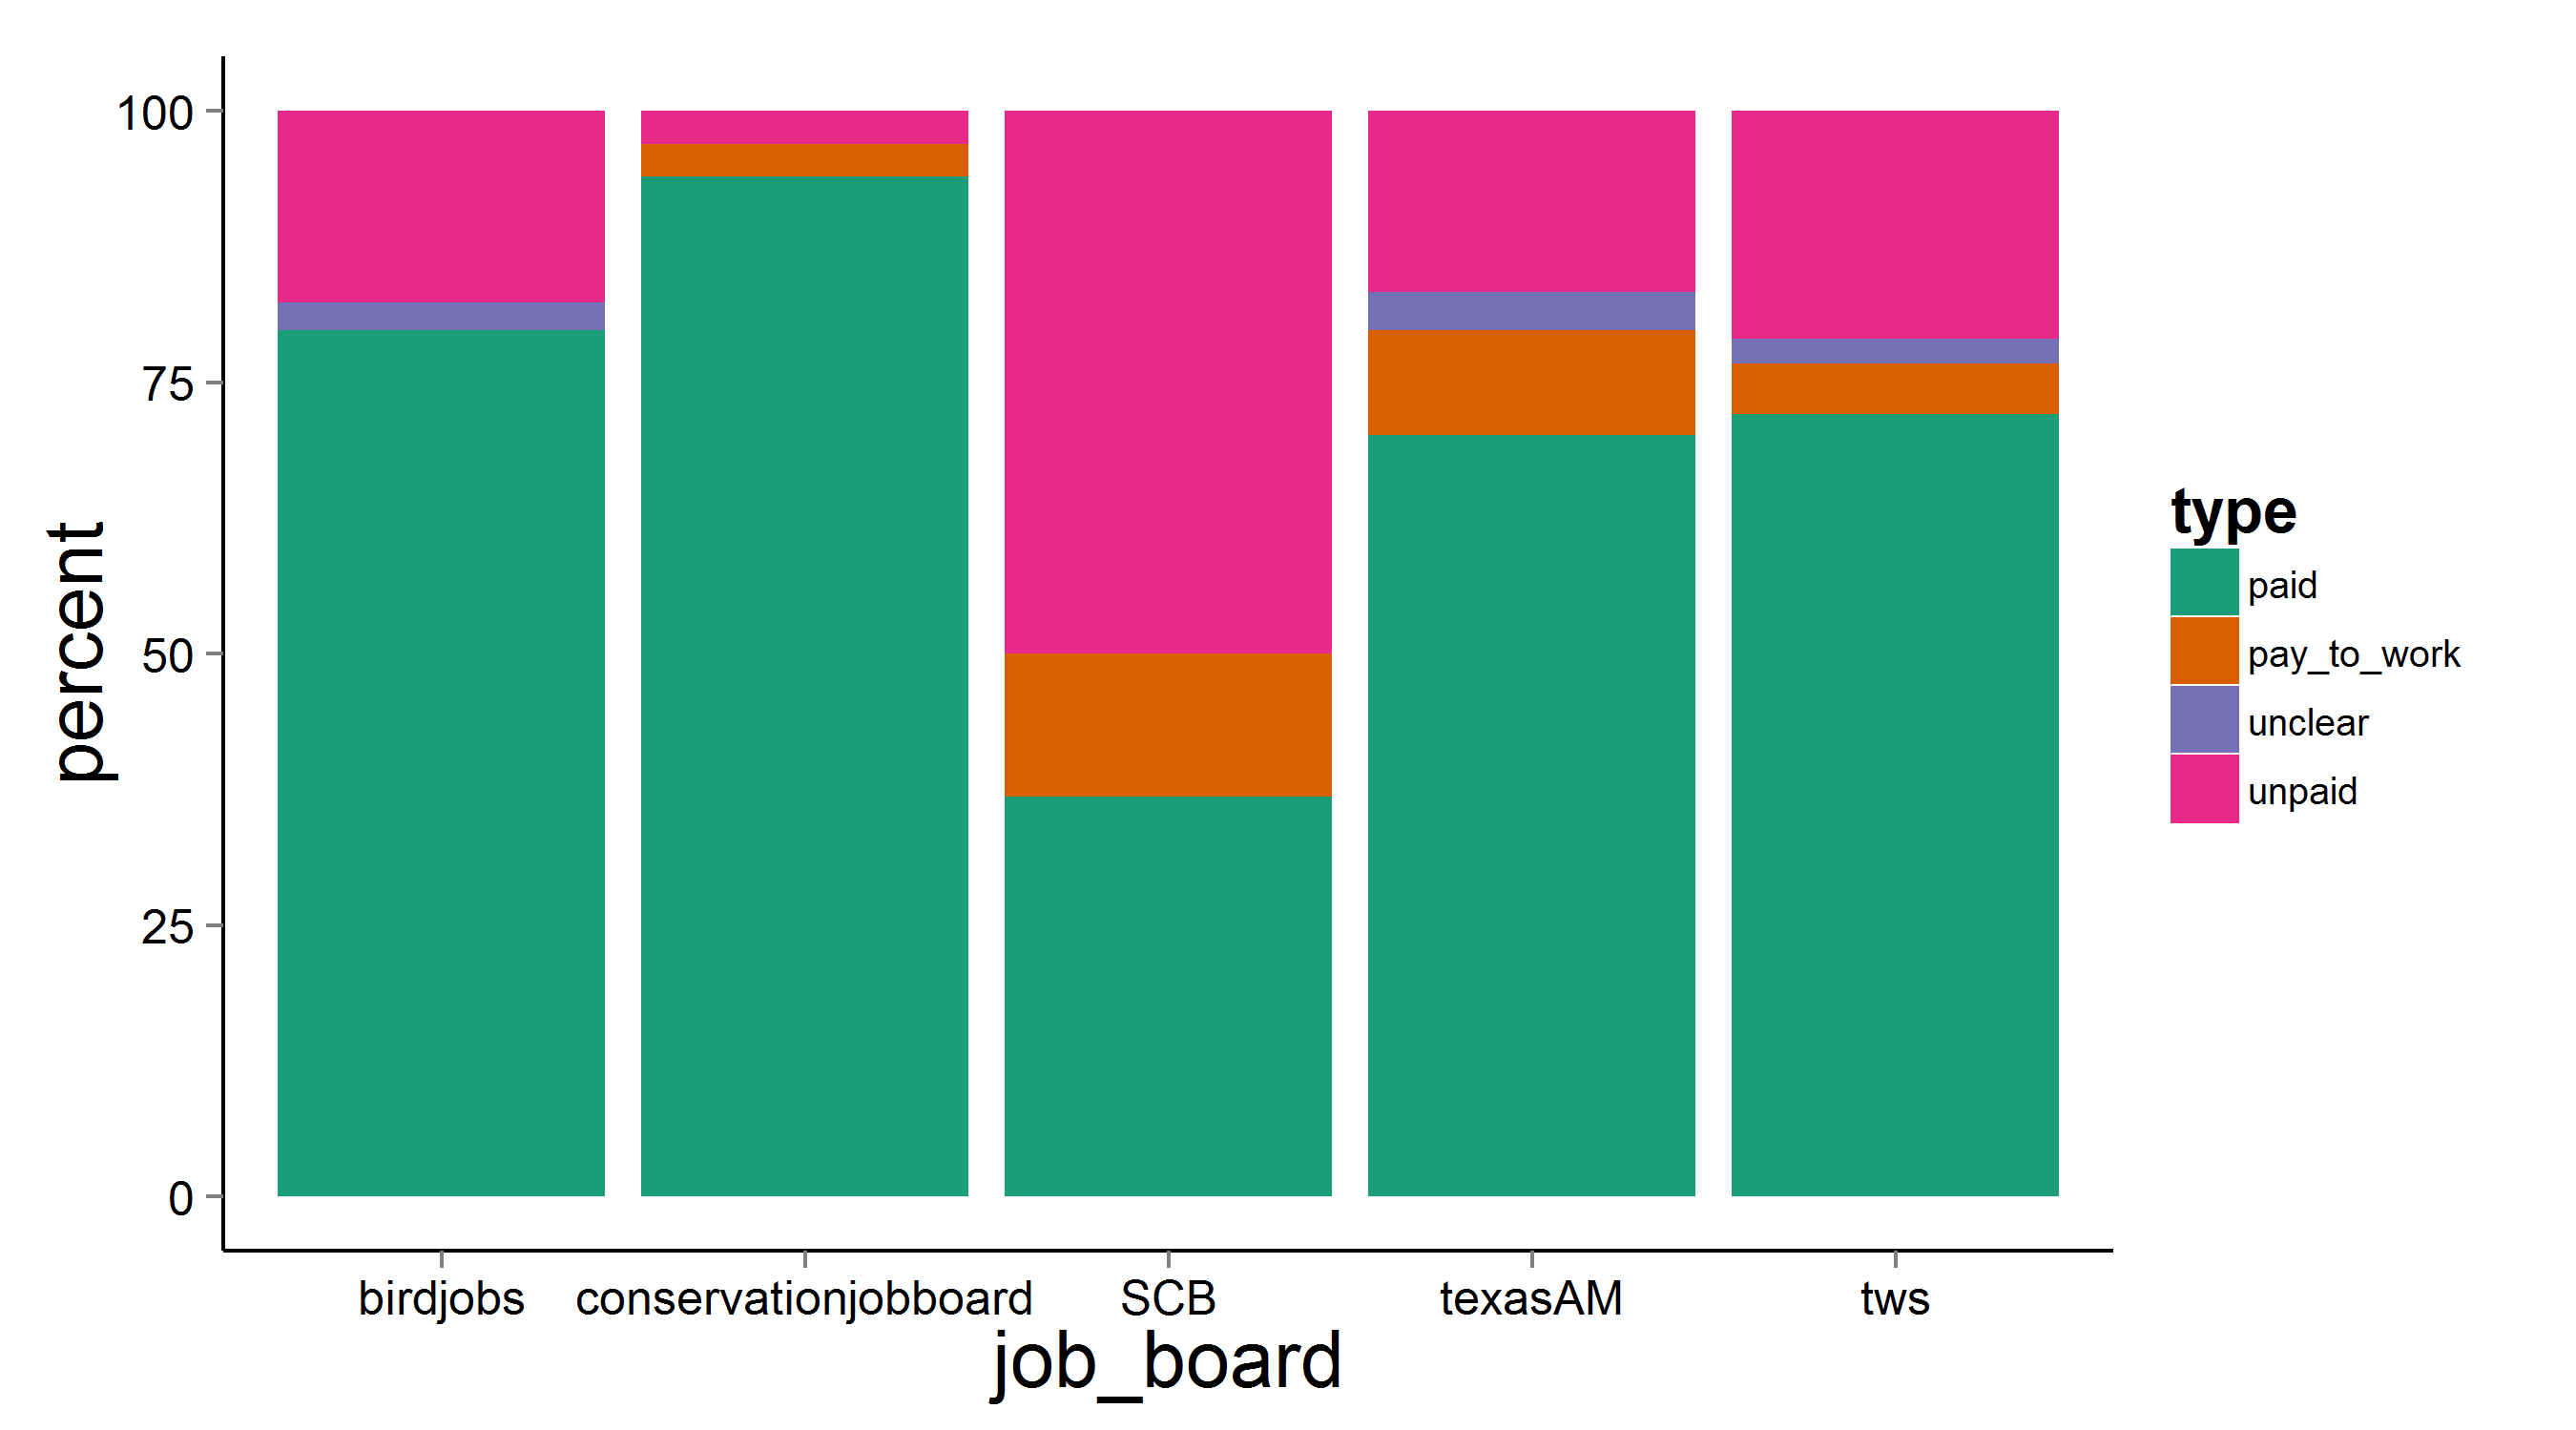 percent
100
75
50
25
0
birdjobs
conservationjobboard
SCB
texasAM
tws
job_board
type
paid
pay_to_work
unclear
unpaid